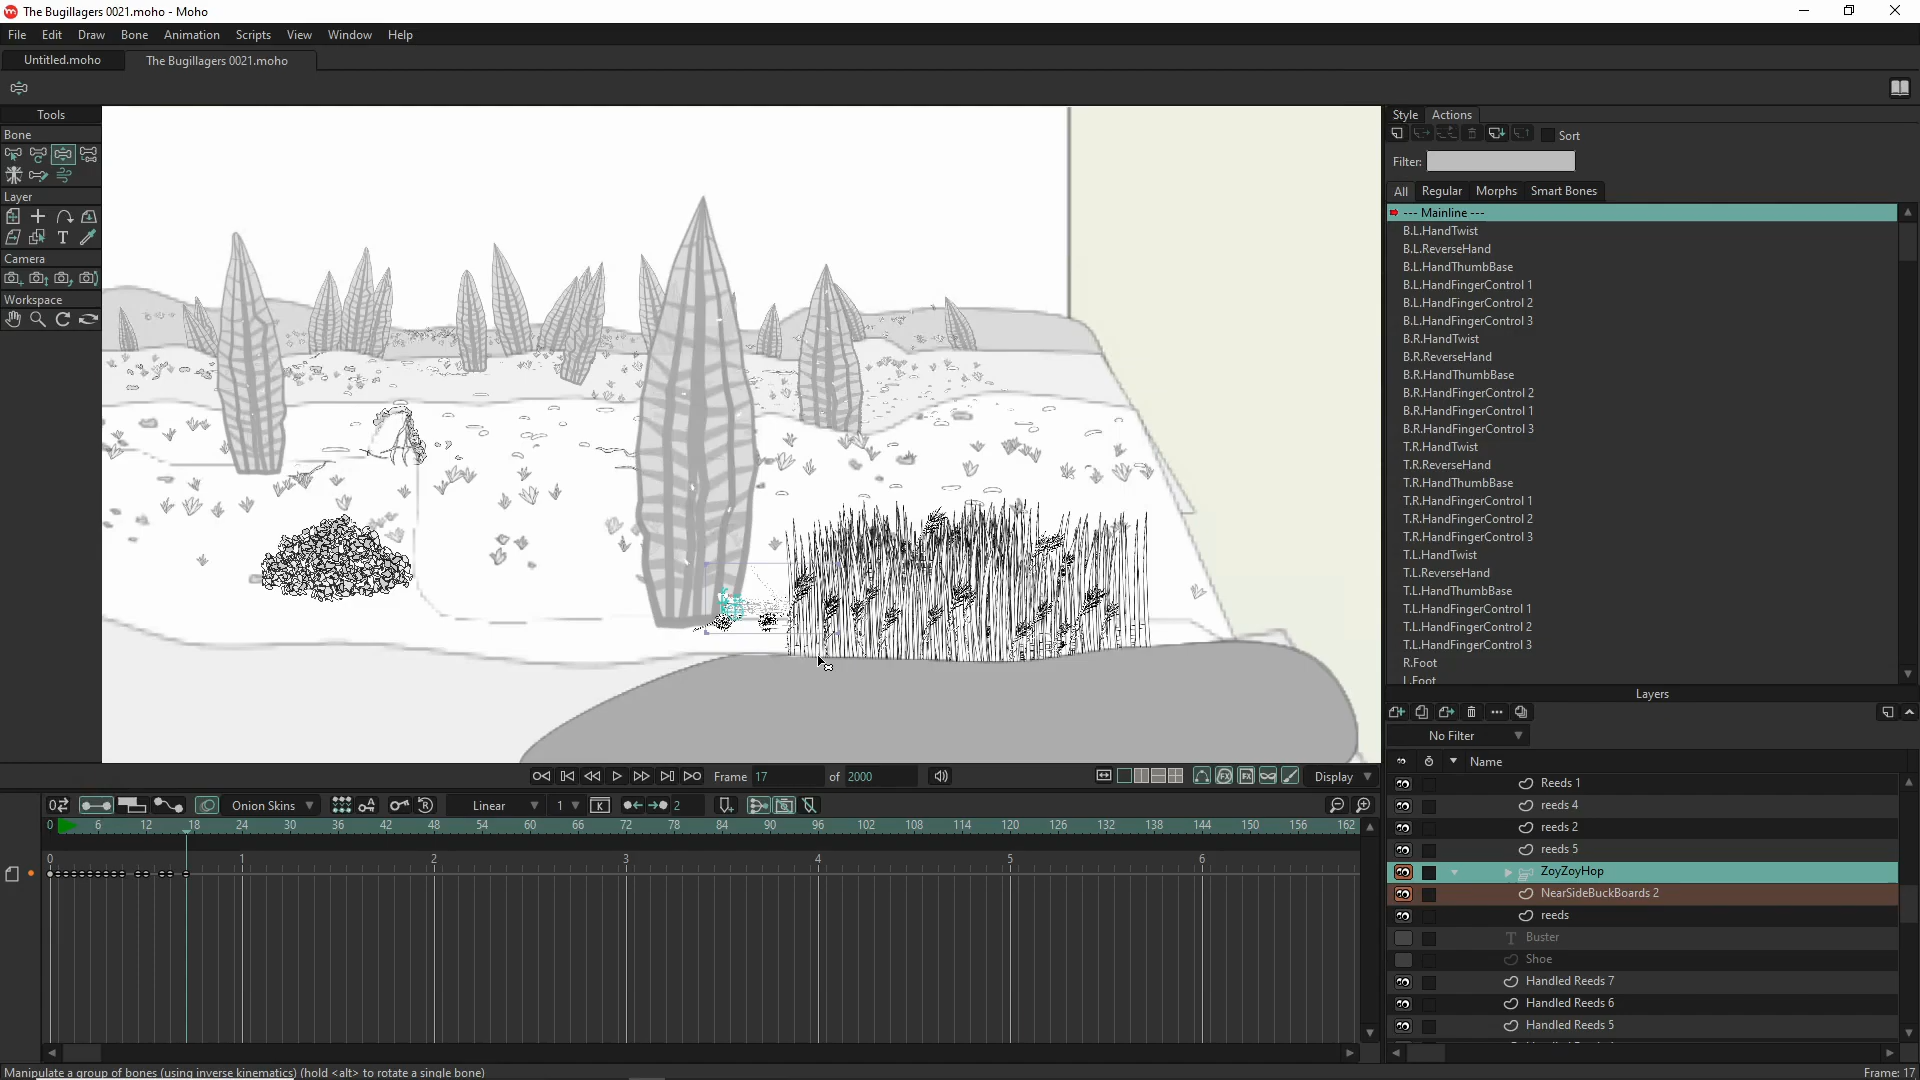 The Bugillagers 0021.moho - Moho
File Edit Draw Bone Animation Scripts View Window Help
Untitled.moho The Bugillagers 0021.moho
Tools
Bone
Layer
Camera
Workspace
Style Actions
Sort
Filter:
All Regular Morphs Smart Bones
--- Mainline ---
B.L.HandTwist
B.L.ReverseHand
B.L.HandThumbBase
B.L.HandFingerControl 1
B.L.HandFingerControl 2
B.L.HandFingerControl 3
B.R.HandTwist
B.R.ReverseHand
B.R.HandThumbBase
B.R.HandFingerControl 2
B.R.HandFingerControl 1
B.R.HandFingerControl 3
T.R.HandTwist
T.R.ReverseHand
T.R.HandThumbBase
T.R.HandFingerControl 1
T.R.HandFingerControl 2
T.R.HandFingerControl 3
T.L.HandTwist
T.L.ReverseHand
T.L.HandThumbBase
T.L.HandFingerControl 1
T.L.HandFingerControl 2
T.L.HandFingerControl 3
R.Foot
L.Foot
Layers
No Filter
Name
Reeds 1
reeds 4
reeds 2
reeds 5
ZoyZoyHop
NearSideBuckBoards 2
reeds
Buster
Shoe
Handled Reeds 7
Handled Reeds 6
Handled Reeds 5
Frame 17 of 2000 Display
Onion Skins Linear 1 2
0 6 12 18 24 30 36 42 48 54 60 66 72 78 84 90 96 102 108 114 120 126 132 138 144 150 156 162
0 1 2 3 4 5 6
Manipulate a group of bones (using inverse kinematics) (hold <alt> to rotate a single bone)
Frame: 17